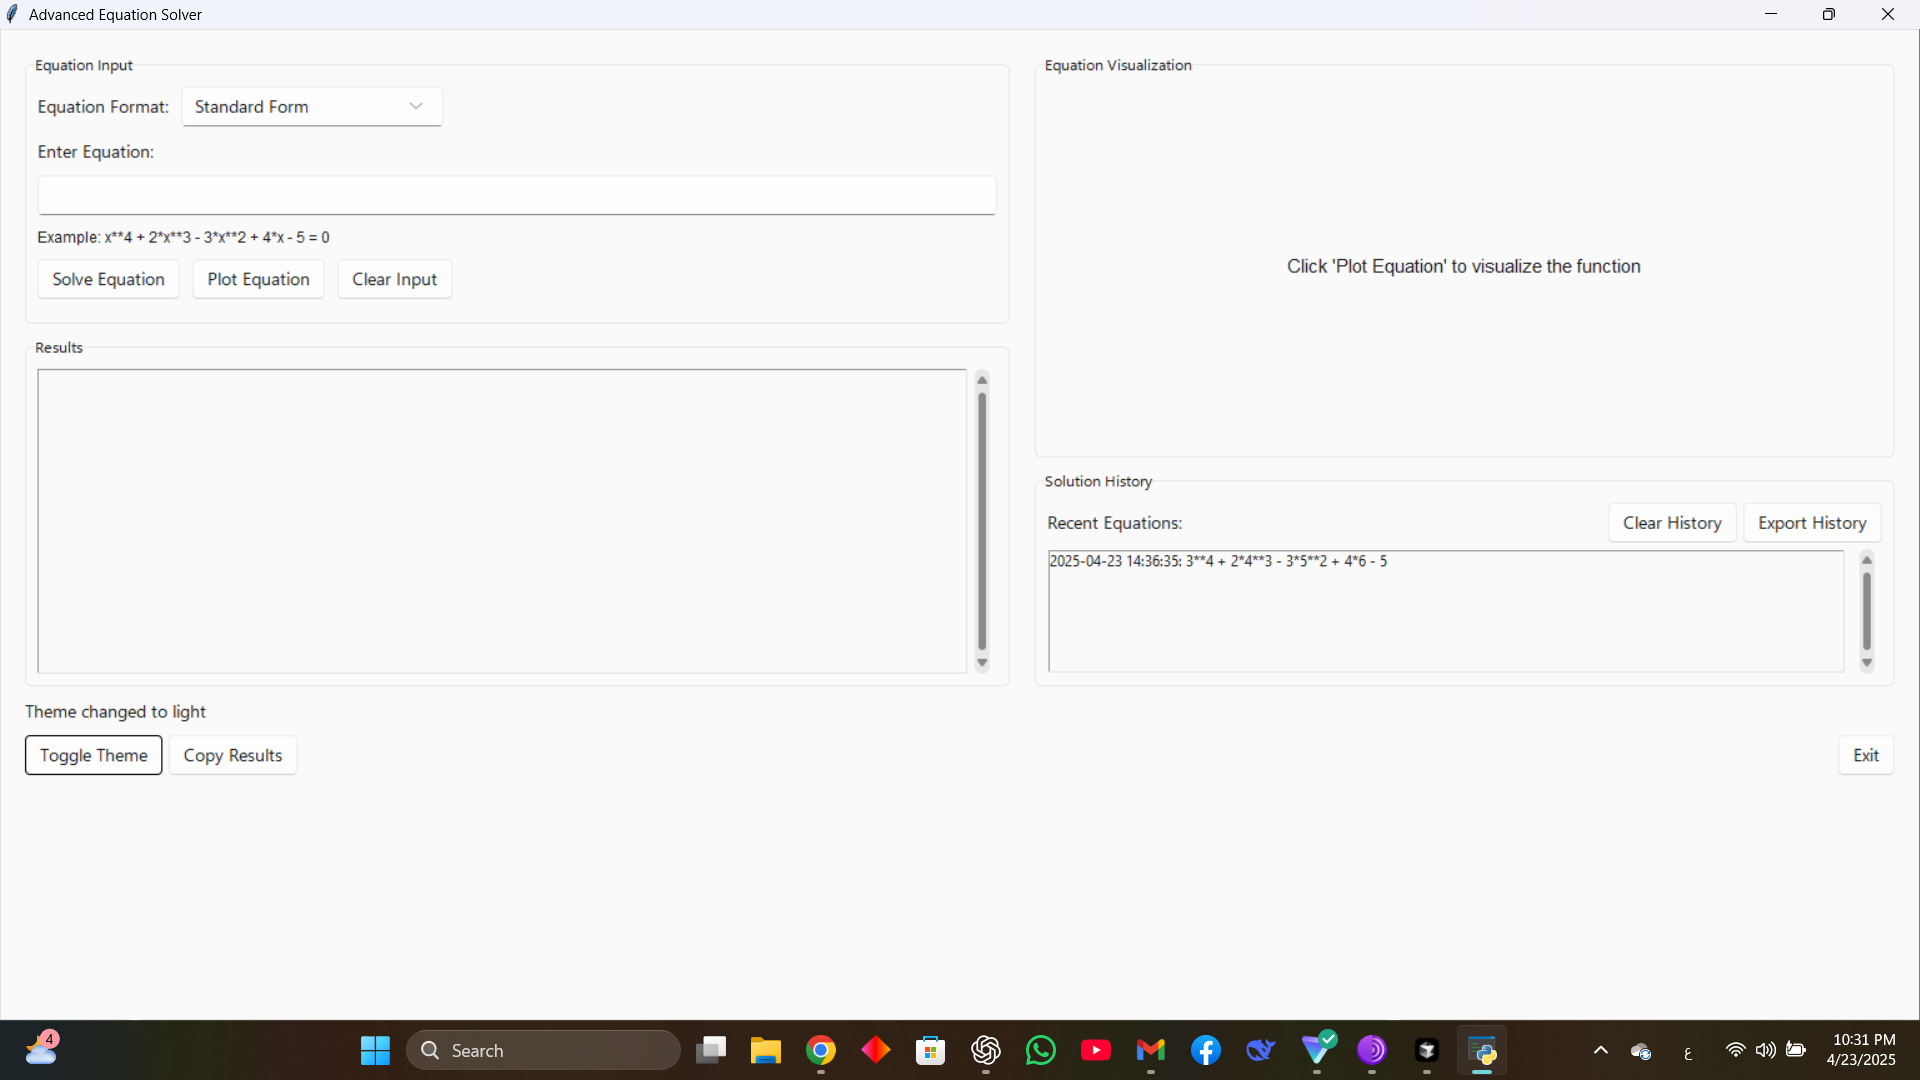 Advanced Equation Solver
Equation Input
Equation Format: Standard Form
Enter Equation:
Example: x**4 + 2*x**3 - 3*x**2 + 4*x - 5 = 0
Solve Equation Plot Equation Clear Input
Results
Equation Visualization
Click 'Plot Equation' to visualize the function
Solution History
Recent Equations: Clear History Export History
2025-04-23 14:36:35: 3**4 + 2*4**3 - 3*5**2 + 4*6 - 5
Theme changed to light
Toggle Theme Copy Results Exit
4
Search
ع
10:31 PM
4/23/2025